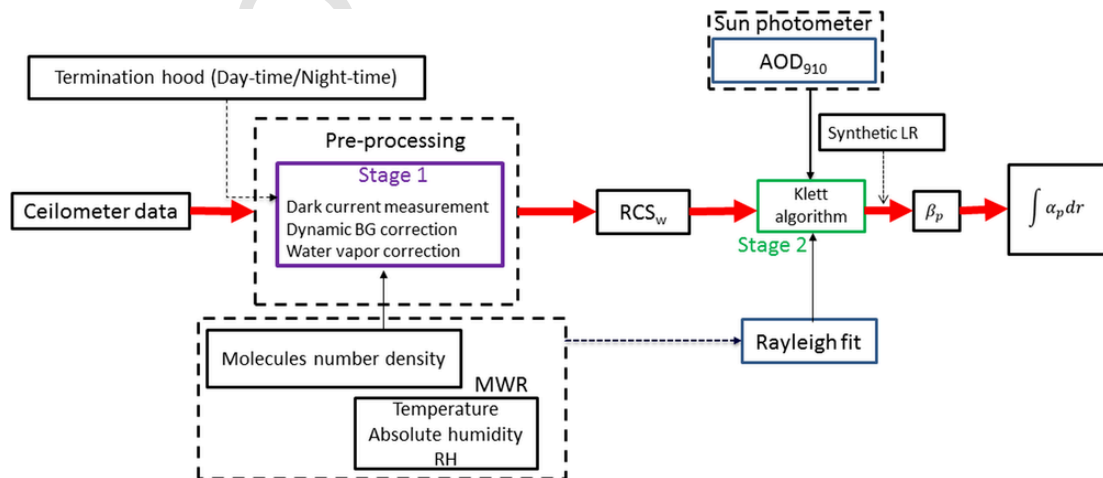 Sun photometer
AOD₉₁₀
Termination hood (Day-time/Night-time)
Synthetic LR
Pre-processing
Stage 1
Dark current measurement
Dynamic BG correction
Water vapor correction
Ceilometer data
RCSw
Klett
algorithm
Stage 2
βₚ
∫ αₚdr
Molecules number density
Rayleigh fit
MWR
Temperature
Absolute humidity
RH